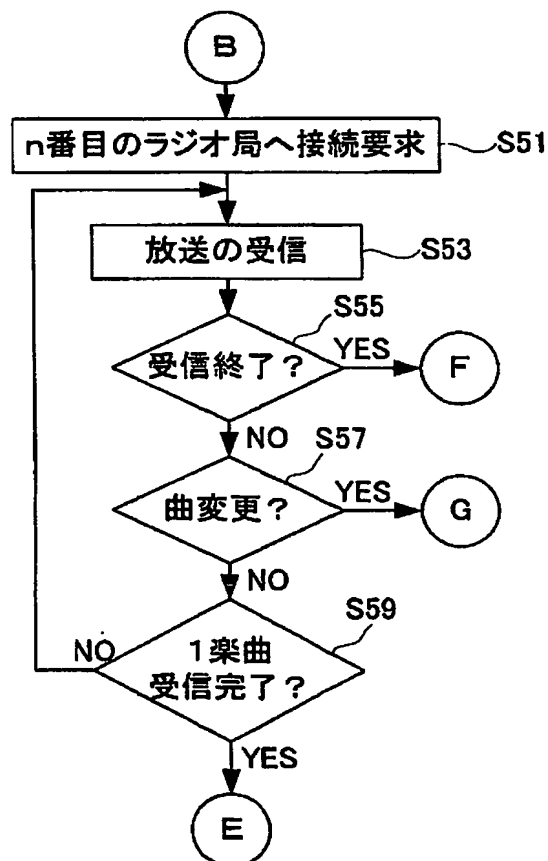 B
n番目のラジオ局へ接続要求
S51
放送の受信
S53
S55
受信終了?
YES
F
NO
S57
曲変更?
YES
G
NO
S59
NO
1楽曲
受信完了?
YES
E